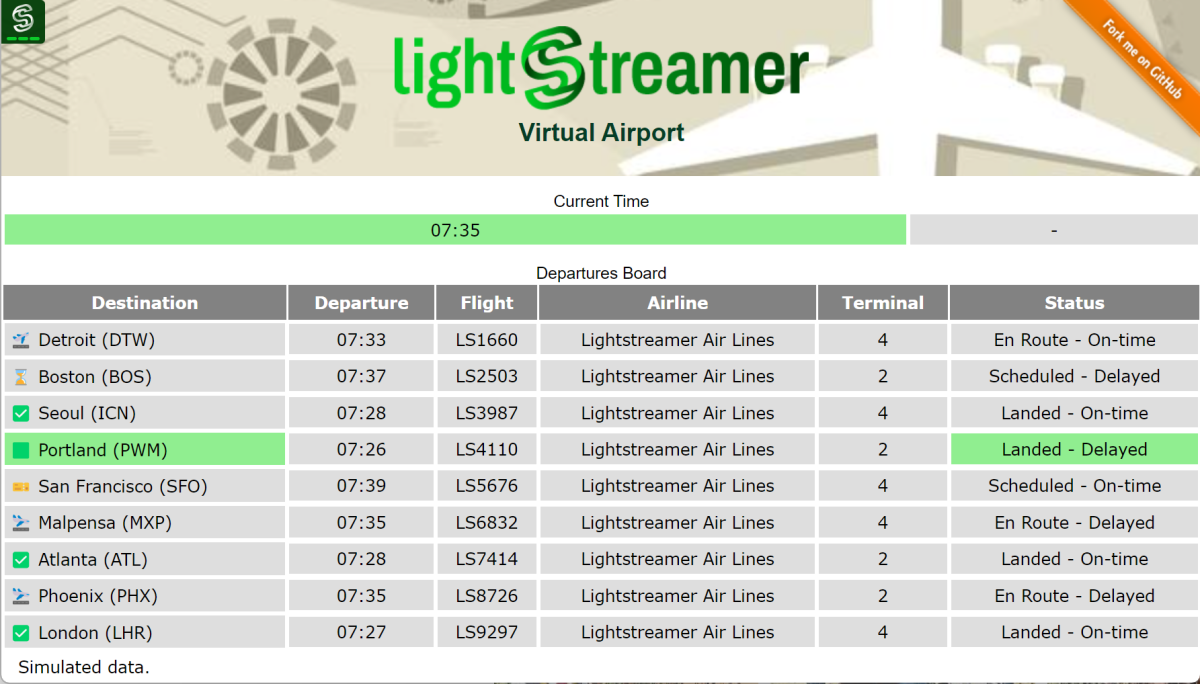 lightStreamer
Fork me on GitHub
Virtual Airport
Current Time
07:35 -
Departures Board
Destination Departure Flight Airline Terminal Status
Detroit (DTW) 07:33 LS1660 Lightstreamer Air Lines 4 En Route - On-time
Boston (BOS) 07:37 LS2503 Lightstreamer Air Lines 2 Scheduled - Delayed
Seoul (ICN) 07:28 LS3987 Lightstreamer Air Lines 4 Landed - On-time
Portland (PWM) 07:26 LS4110 Lightstreamer Air Lines 2 Landed - Delayed
San Francisco (SFO) 07:39 LS5676 Lightstreamer Air Lines 4 Scheduled - On-time
Malpensa (MXP) 07:35 LS6832 Lightstreamer Air Lines 4 En Route - Delayed
Atlanta (ATL) 07:28 LS7414 Lightstreamer Air Lines 2 Landed - On-time
Phoenix (PHX) 07:35 LS8726 Lightstreamer Air Lines 2 En Route - Delayed
London (LHR) 07:27 LS9297 Lightstreamer Air Lines 4 Landed - On-time
Simulated data.